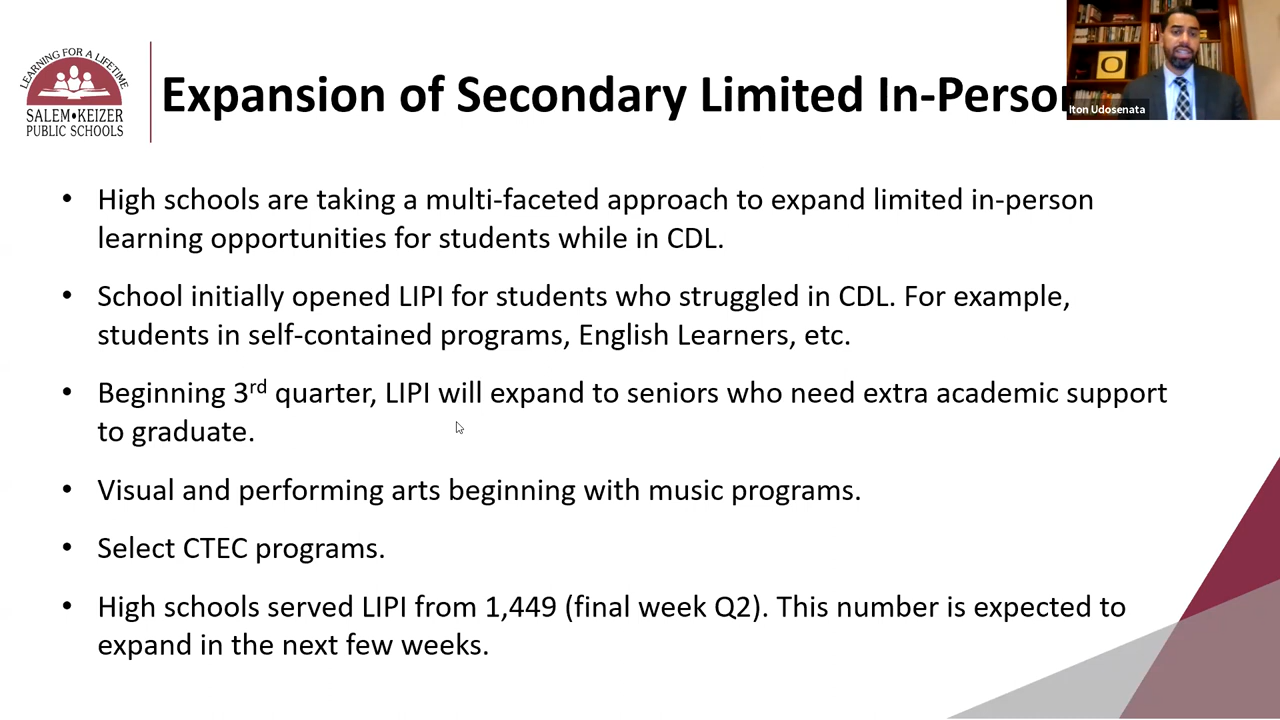 LEARNING FOR A LIFETIME
SALEM•KEIZER
PUBLIC SCHOOLS
Expansion of Secondary Limited In-Person
O
lton Udosenata
• High schools are taking a multi-faceted approach to expand limited in-person
learning opportunities for students while in CDL.
• School initially opened LIPI for students who struggled in CDL. For example,
students in self-contained programs, English Learners, etc.
• Beginning 3rd quarter, LIPI will expand to seniors who need extra academic support
to graduate.
• Visual and performing arts beginning with music programs.
• Select CTEC programs.
• High schools served LIPI from 1,449 (final week Q2). This number is expected to
expand in the next few weeks.